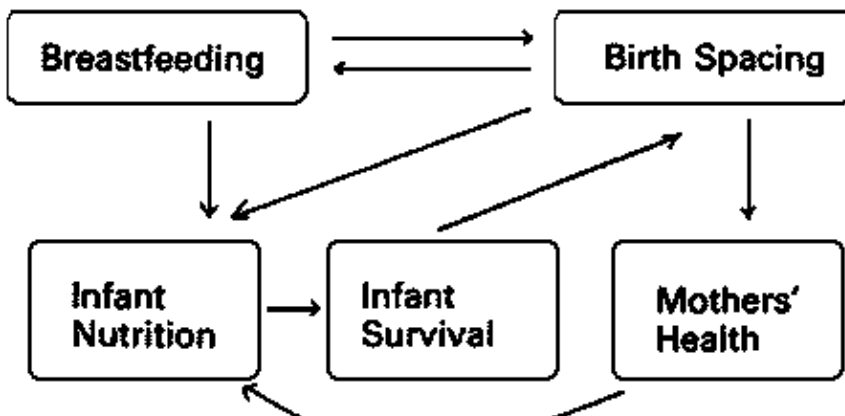 Breastfeeding
Birth Spacing
Infant
Nutrition
Infant
Survival
Mothers'
Health